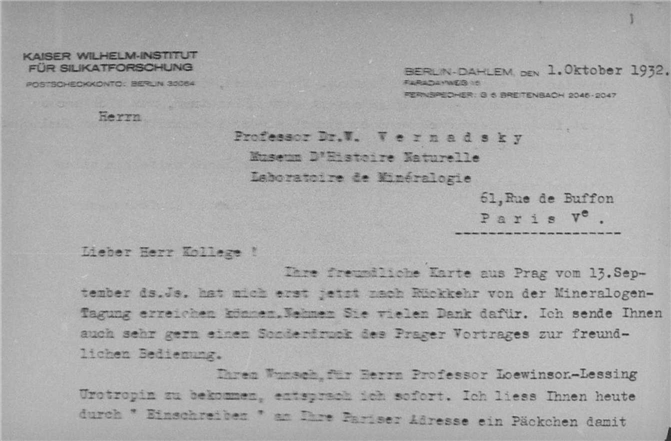 1
KAISER WILHELM-INSTITUT
FÜR SILIKATFORSCHUNG
POSTSCHECKKONTO: BERLIN 35064
BERLIN-DAHLEM, DEN 1.Oktober 1932.
FARADAYWEG 16
FERNSPRECHER: G 6 BREITENBACH 2046-2047
Herrn
Professor Dr.W. V e r n a d s k y
Museum D'Histoire Naturelle
Laboratoire de Minéralogie
61,Rue de Buffon
P a r i s Ve .
Lieber Herr Kollege !
Ihre freundliche Karte aus Prag vom 13.Sep-
tember ds.Js. hat mich erst jetzt nach Rückkehr von der Mineralogen-
Tagung erreichen können.Nehmen Sie vielen Dank dafür. Ich sende Ihnen
auch sehr gern einen Sonderdruck des Prager Vortrages zur freund-
lichen Bedienung.
Ihren Wunsch,für Herrn Professor Loewinson-Lessing
Urotropin zu bekommen, entsprach ich sofort. Ich liess Ihnen heute
durch " Einschreiben " an Ihre Pariser Adresse ein Päckchen damit